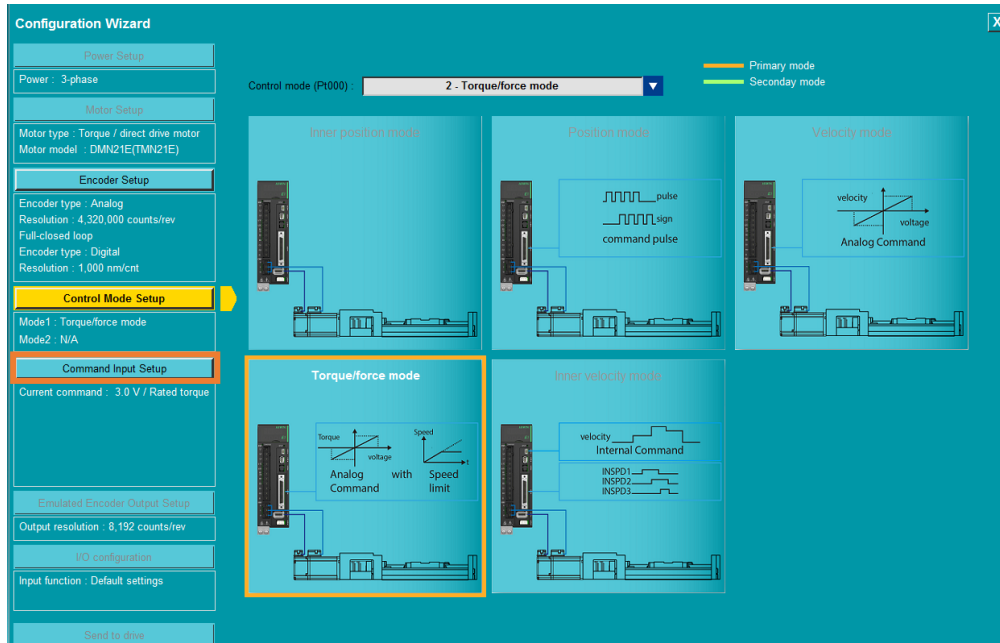 Configuration Wizard
X
Power Setup
Power : 3-phase
Motor Setup
Motor type : Torque / direct drive motor
Motor model : DMN21E(TMN21E)
Encoder Setup
Encoder type : Analog
Resolution : 4,320,000 counts/rev
Full-closed loop
Encoder type : Digital
Resolution : 1,000 nm/cnt
Control Mode Setup
Mode1 : Torque/force mode
Mode2 : N/A
Command Input Setup
Current command : 3.0 V / Rated torque
Emulated Encoder Output Setup
Output resolution : 8,192 counts/rev
I/O configuration
Input function : Default settings
Send to drive
Control mode (Pt000) :
2 - Torque/force mode
Primary mode
Seconday mode
Inner position mode
Position mode
pulse
sign
command pulse
Velocity mode
velocity
voltage
Analog Command
Torque/force mode
Torque
voltage
Speed
t
Analog with Speed
Command limit
Inner velocity mode
velocity
Internal Command
INSPD1
INSPD2
INSPD3